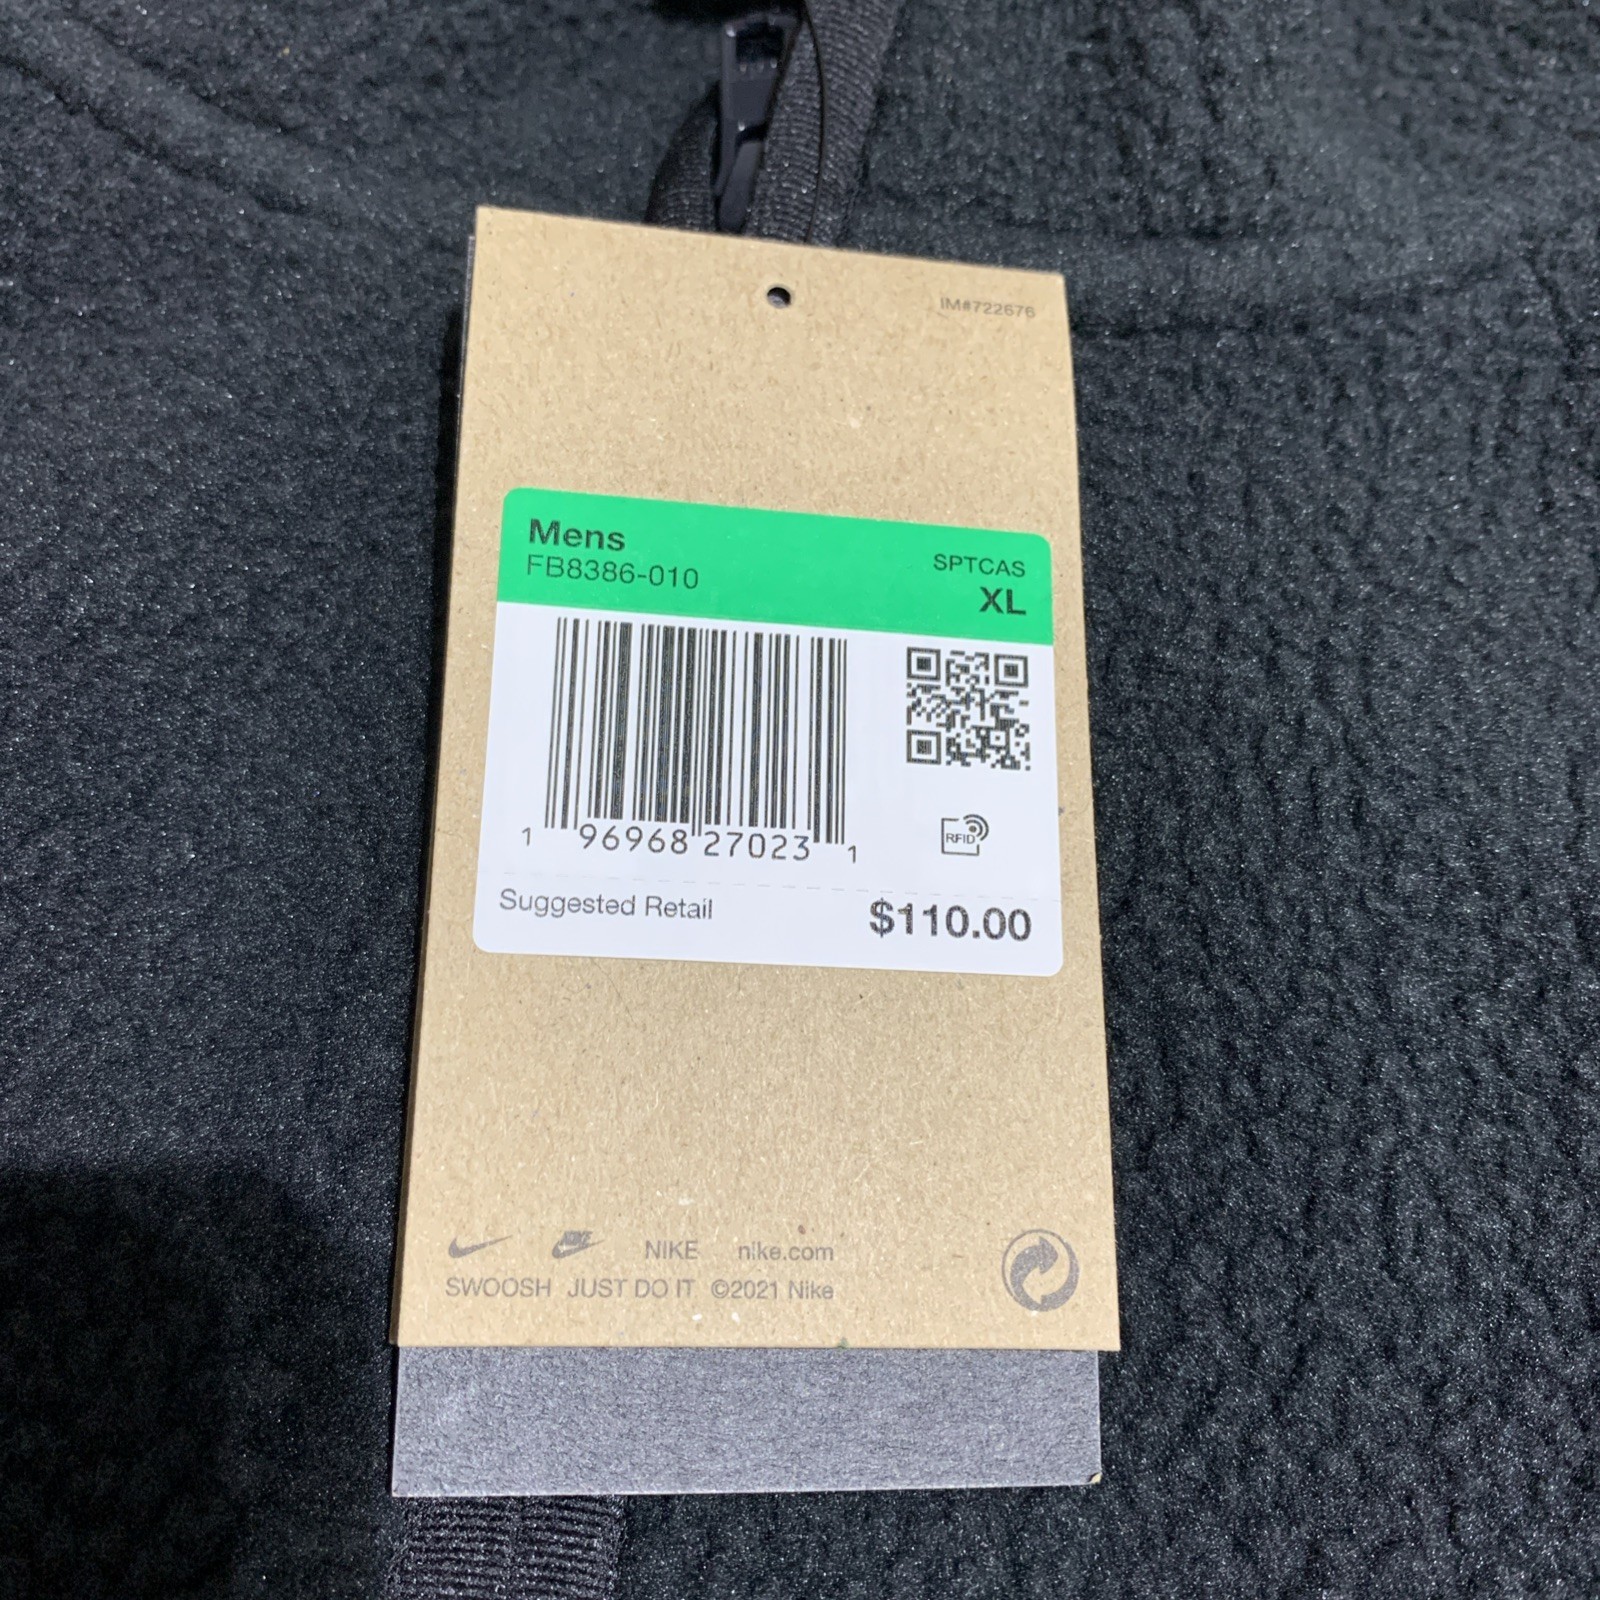 IM#722676
Mens
FB8386-010
SPTCAS
XL
1 96968 27023 1
RFID
Suggested Retail $110.00
NIKE nike.com
SWOOSH JUST DO IT ©2021 Nike